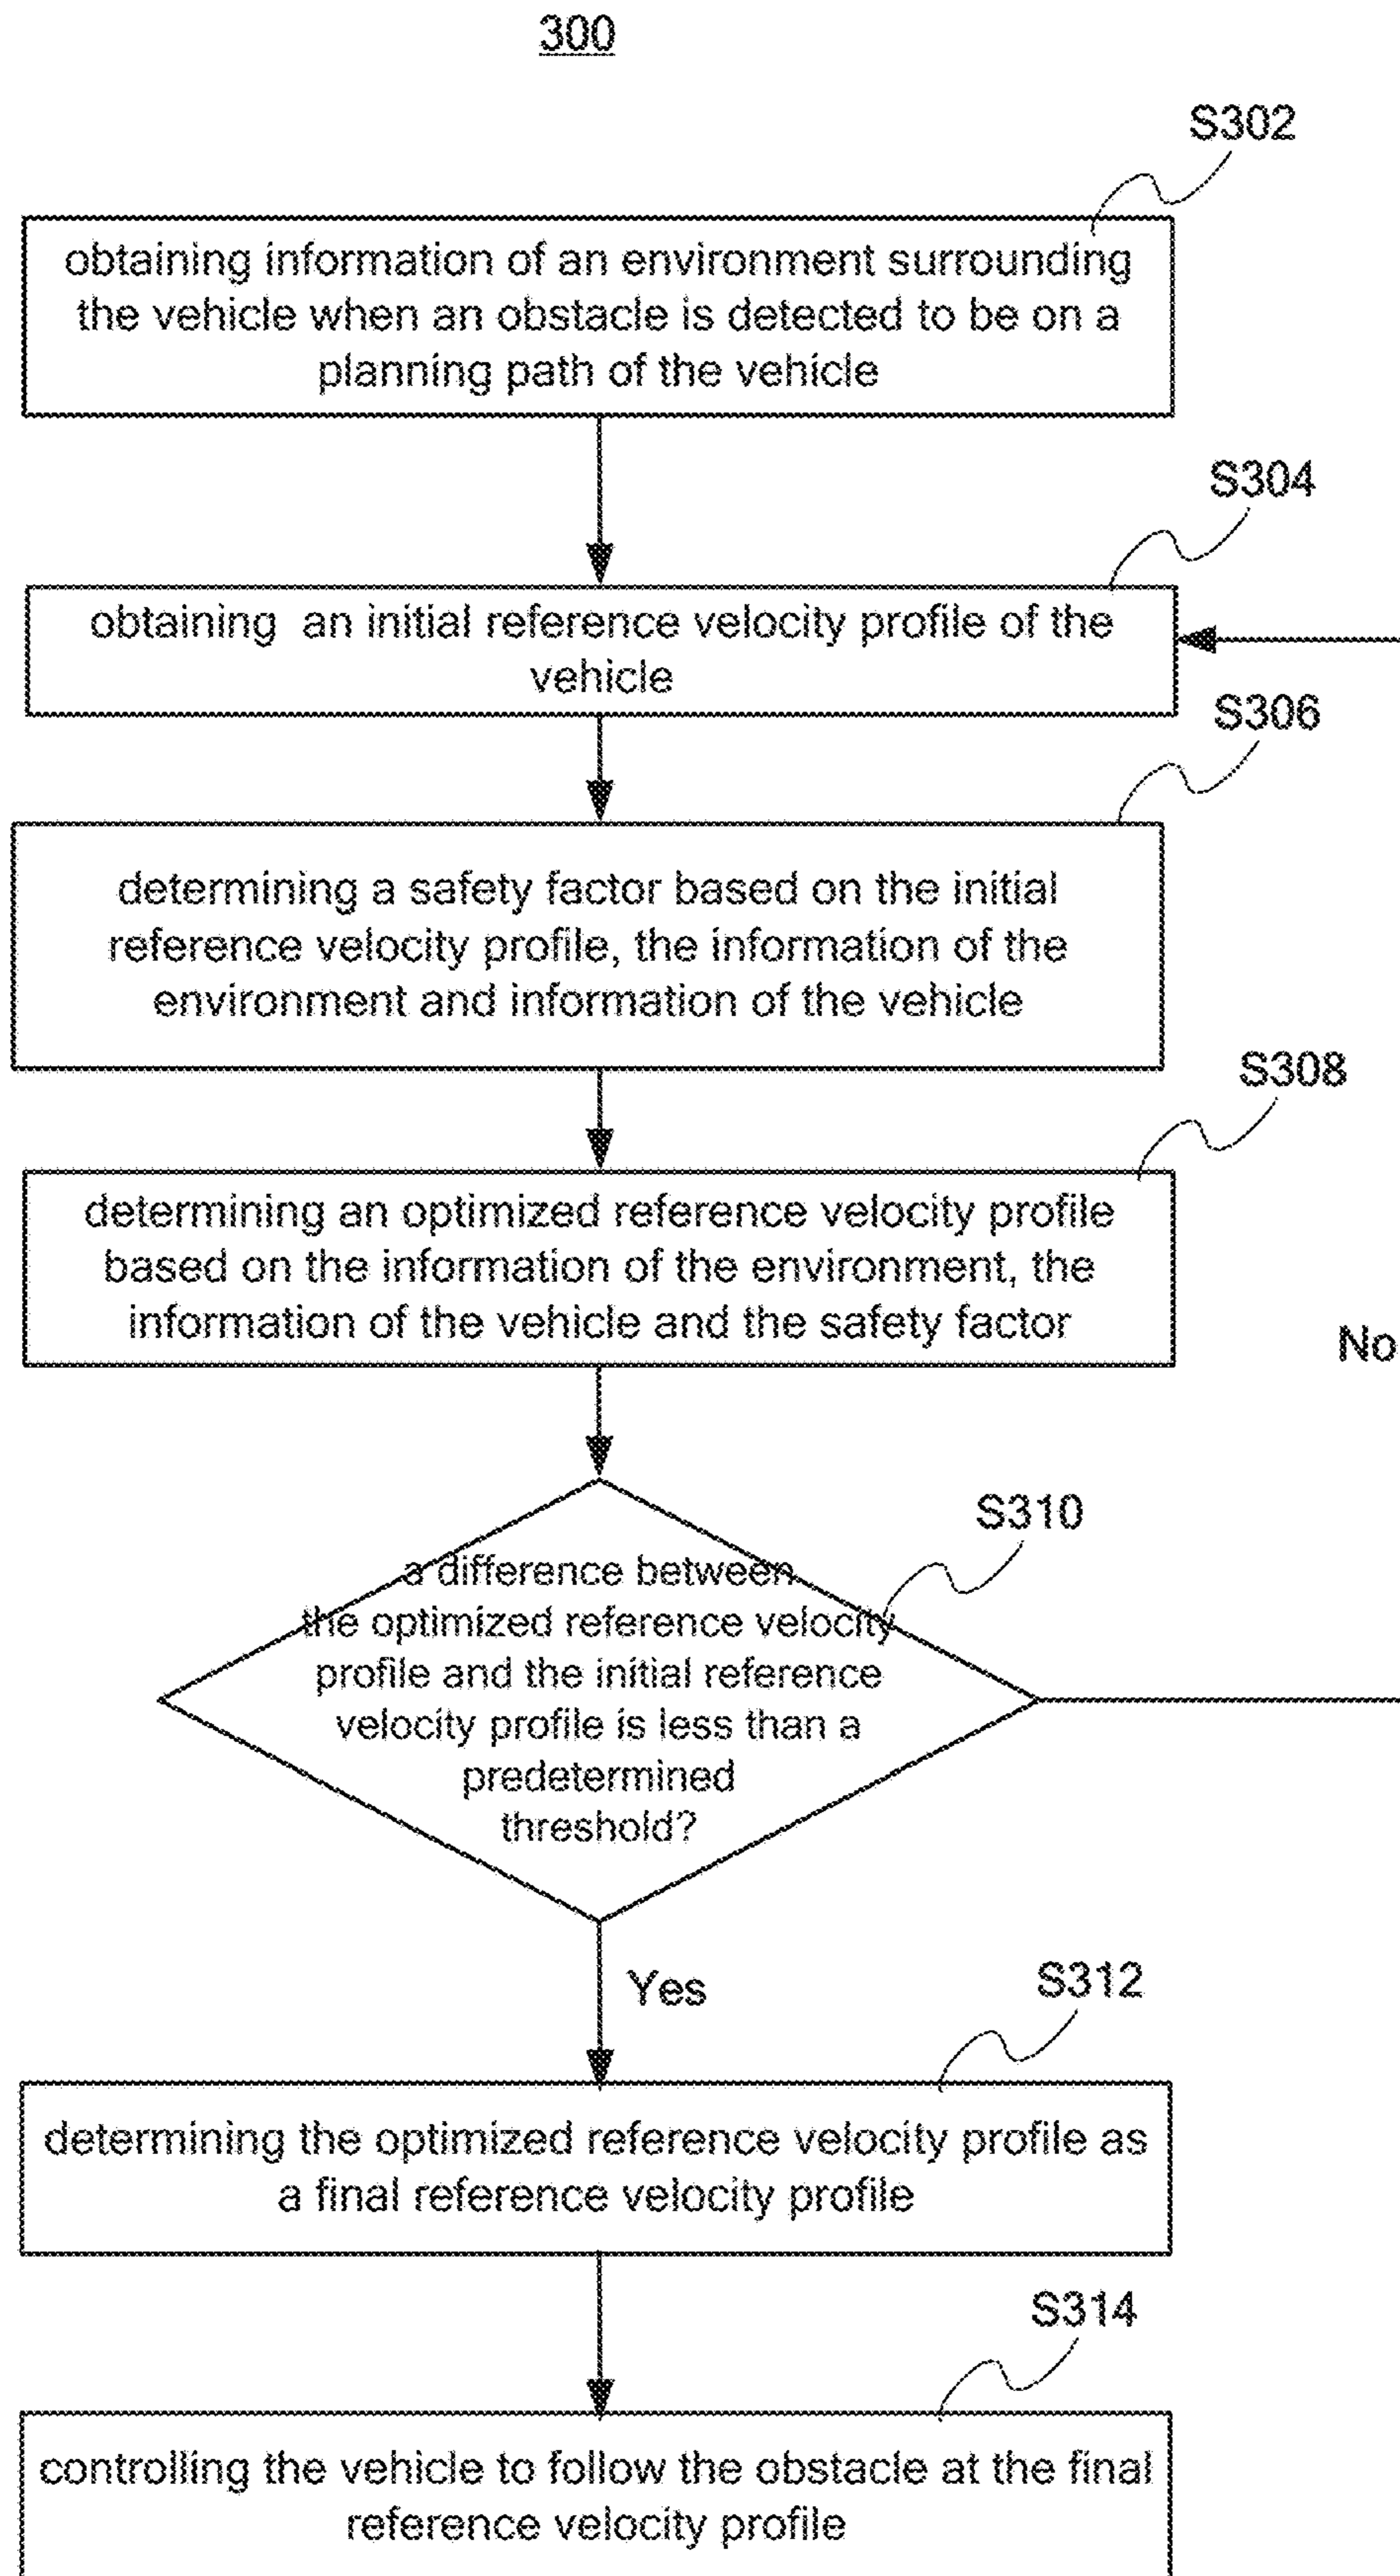 300
S302
obtaining information of an environment surrounding
the vehicle when an obstacle is detected to be on a
planning path of the vehicle
S304
obtaining an initial reference velocity profile of the
vehicle
S306
determining a safety factor based on the initial
reference velocity profile, the information of the
environment and information of the vehicle
S308
determining an optimized reference velocity profile
based on the information of the environment, the
information of the vehicle and the safety factor
No
S310
a difference between
the optimized reference velocity
profile and the initial reference
velocity profile is less than a
predetermined
threshold?
Yes
S312
determining the optimized reference velocity profile as
a final reference velocity profile
S314
controlling the vehicle to follow the obstacle at the final
reference velocity profile